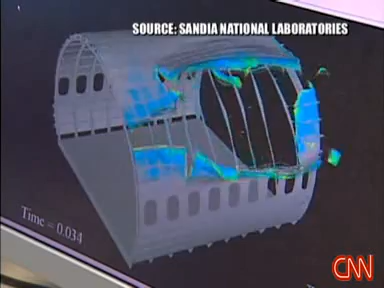 SOURCE: SANDIA NATIONAL LABORATORIES
Time = 0.034
CNN